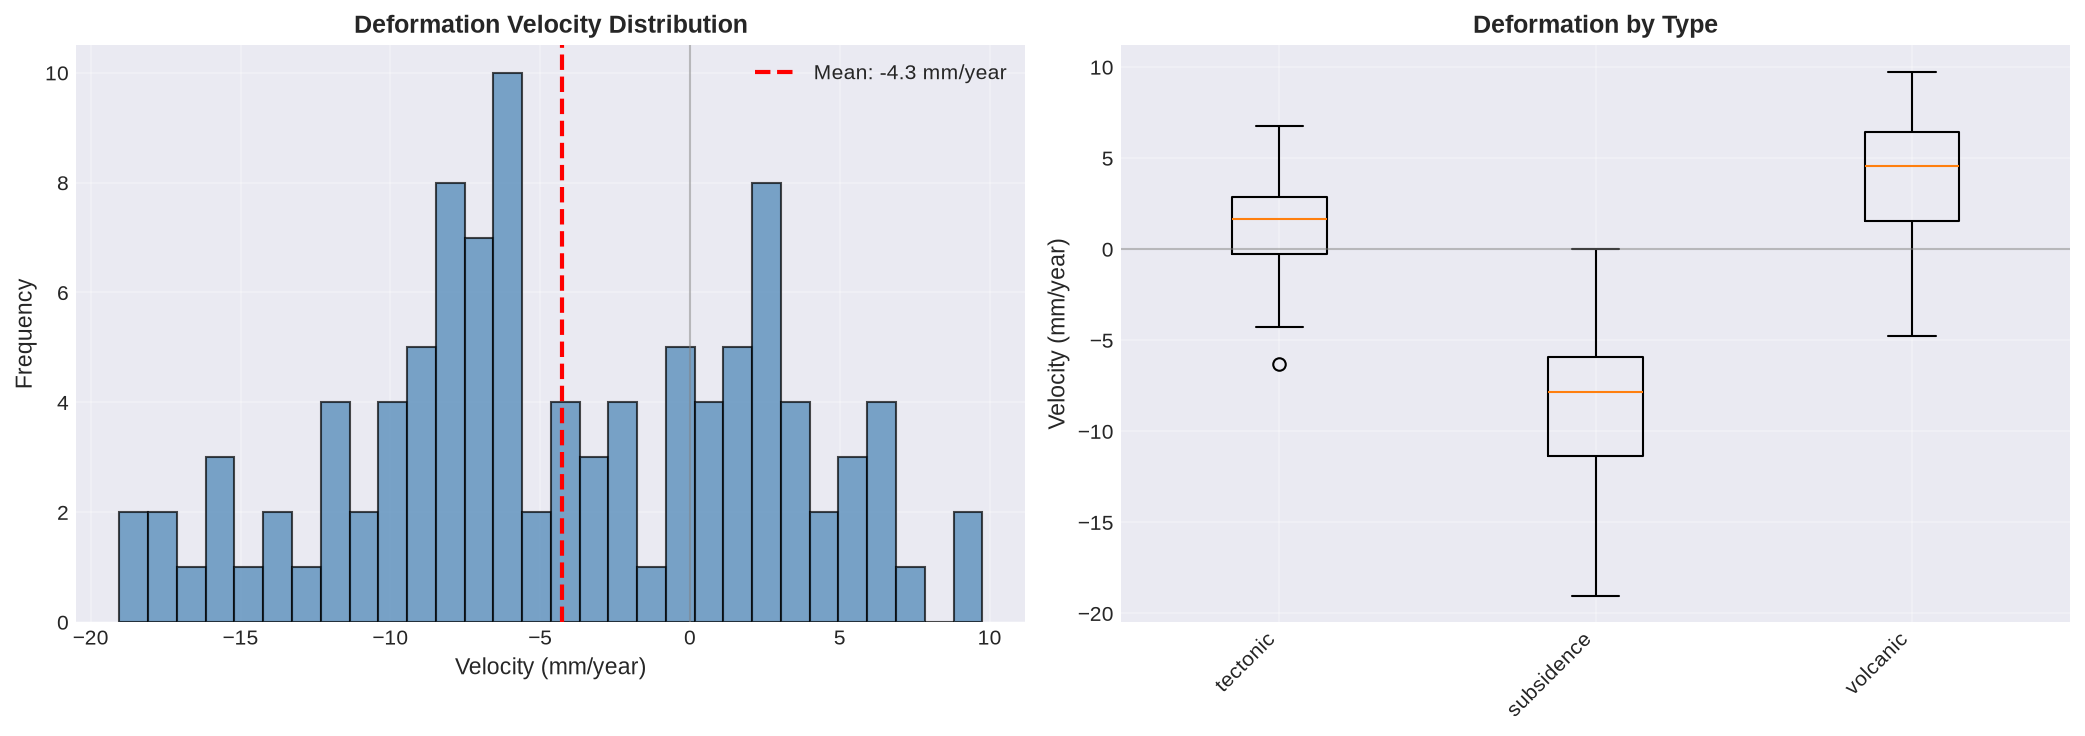 Deformation Velocity Distribution
Mean: -4.3 mm/year
Frequency
10
8
6
4
2
0
−20
−15
−10
−5
0
5
10
Velocity (mm/year)
Deformation by Type
Velocity (mm/year)
10
5
0
−5
−10
−15
−20
tectonic
subsidence
volcanic